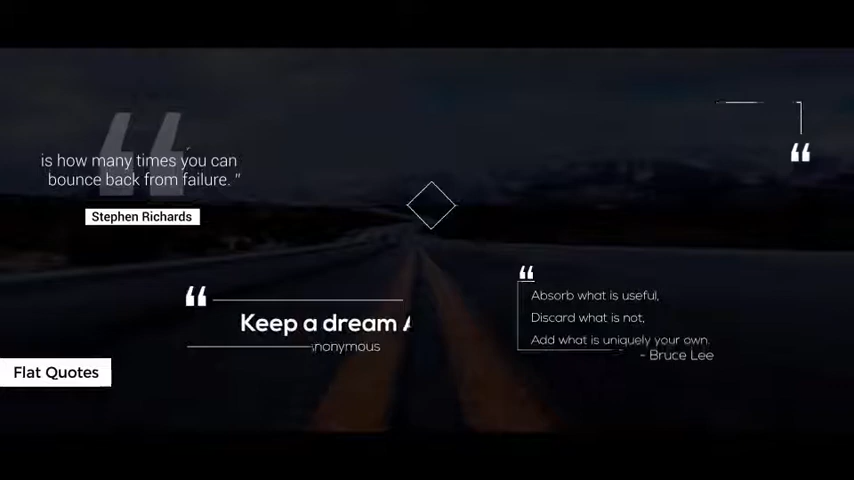 is how many times you can
bounce back from failure. "
Stephen Richards
Keep a dream
Absorb what is useful,
Discard what is not,
Add what is uniquely your own.
- Bruce Lee
nonymous
Flat Quotes